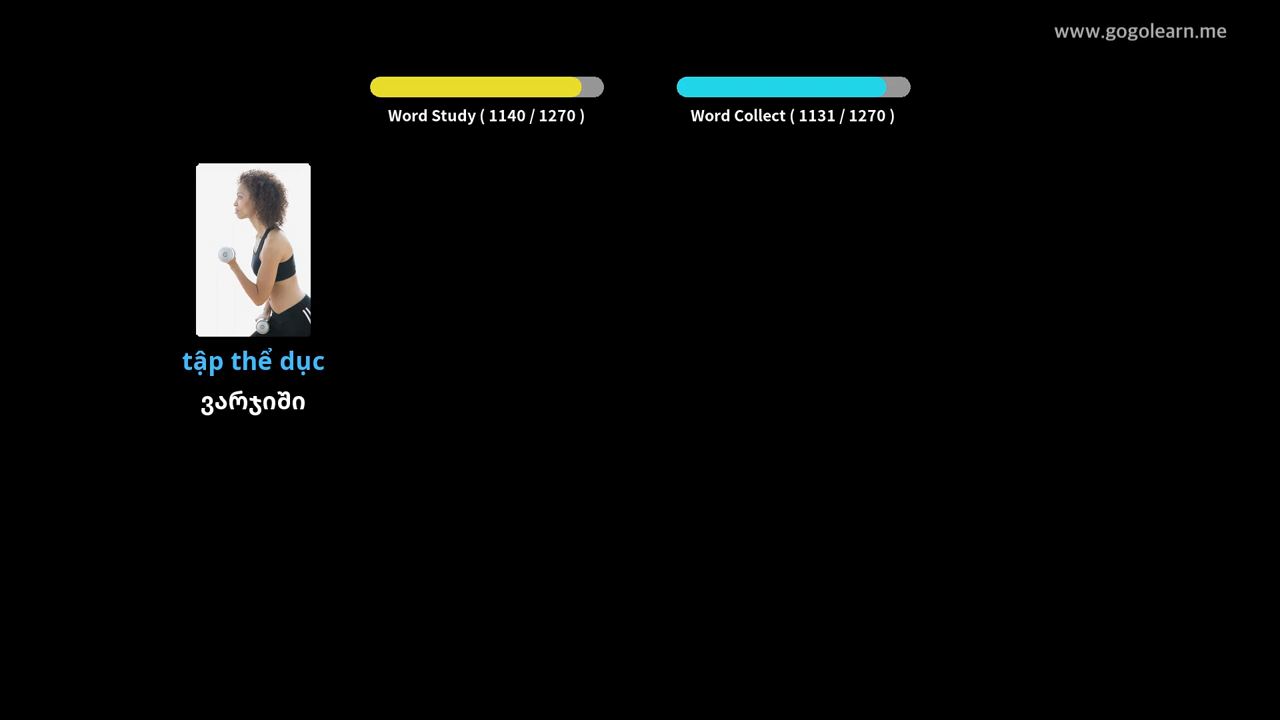 www.gogolearn.me
Word Study ( 1140 / 1270 )
Word Collect ( 1131 / 1270 )
tập thể dục
ვარჯიში